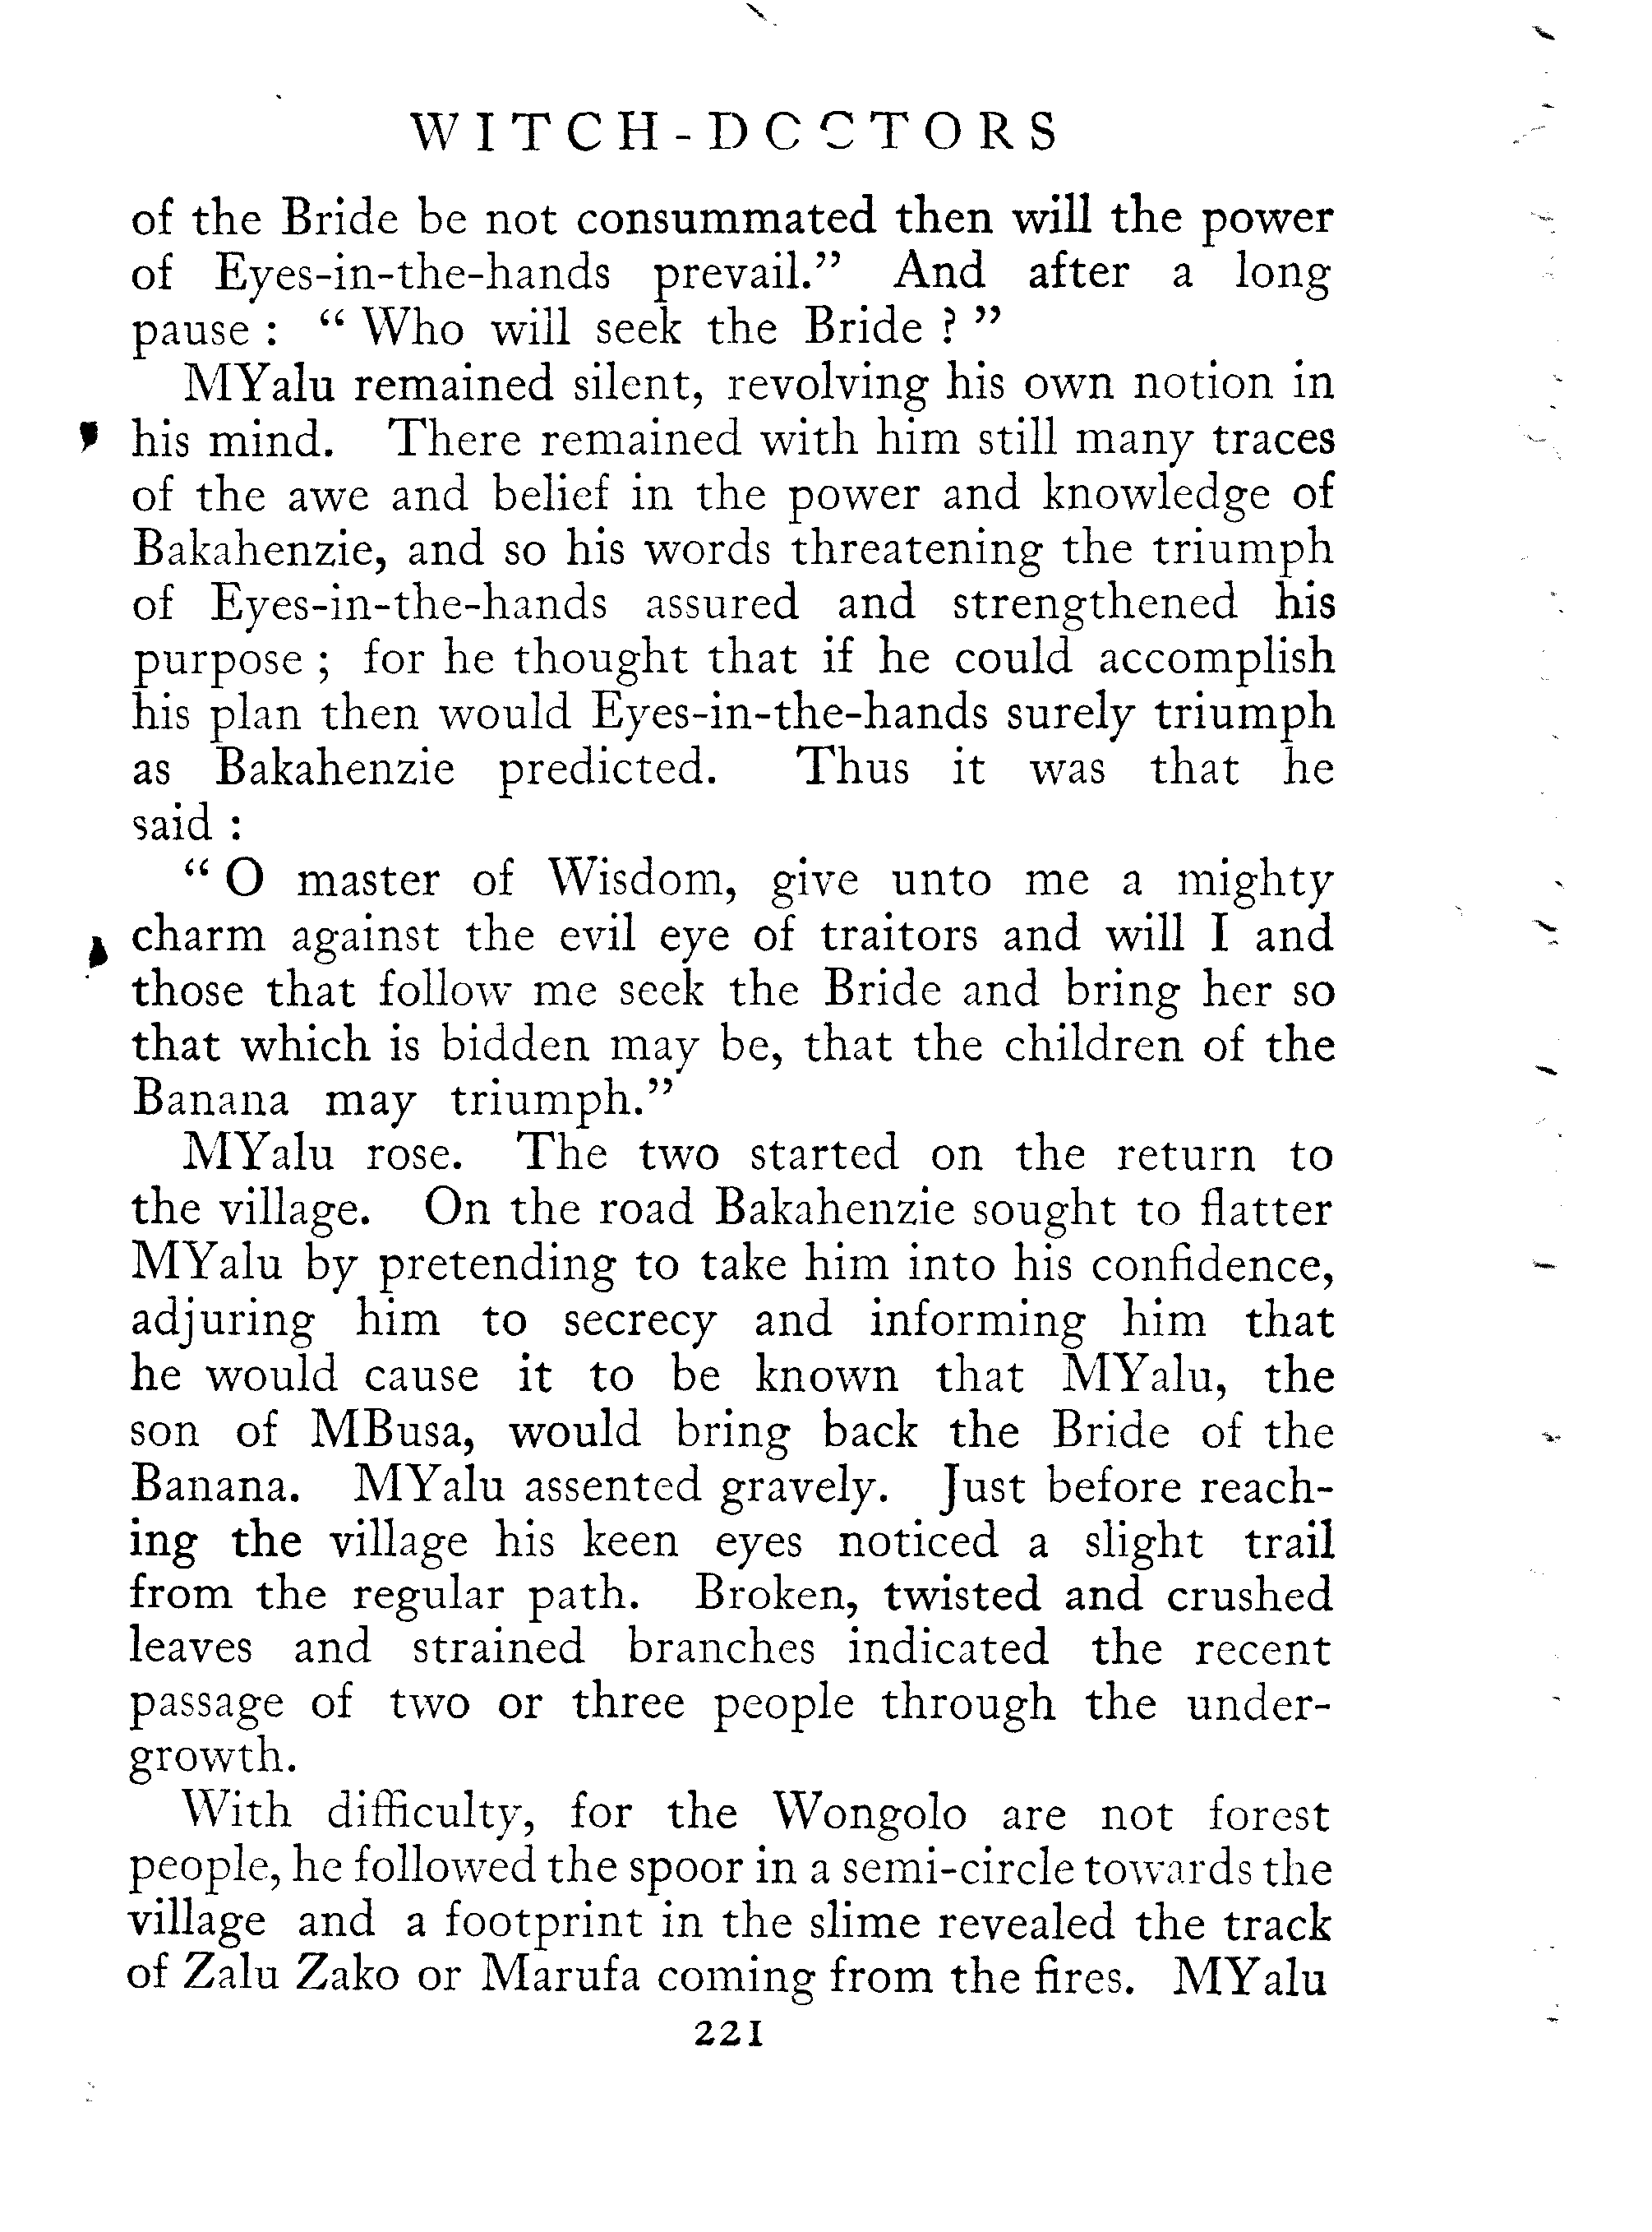 WITCH-DOCTORS
of the Bride be not consummated then will the power
of Eyes-in-the-hands prevail.” And after a long
pause : “ Who will seek the Bride ? ”
MYalu remained silent, revolving his own notion in
his mind. There remained with him still many traces
of the awe and belief in the power and knowledge of
Bakahenzie, and so his words threatening the triumph
of Eyes-in-the-hands assured and strengthened his
purpose ; for he thought that if he could accomplish
his plan then would Eyes-in-the-hands surely triumph
as Bakahenzie predicted. Thus it was that he
said :
“ O master of Wisdom, give unto me a mighty
charm against the evil eye of traitors and will I and
those that follow me seek the Bride and bring her so
that which is bidden may be, that the children of the
Banana may triumph.”
MYalu rose. The two started on the return to
the village. On the road Bakahenzie sought to flatter
MYalu by pretending to take him into his confidence,
adjuring him to secrecy and informing him that
he would cause it to be known that MYalu, the
son of MBusa, would bring back the Bride of the
Banana. MYalu assented gravely. Just before reach-
ing the village his keen eyes noticed a slight trail
from the regular path. Broken, twisted and crushed
leaves and strained branches indicated the recent
passage of two or three people through the under-
growth.
With difficulty, for the Wongolo are not forest
people, he followed the spoor in a semi-circle towards the
village and a footprint in the slime revealed the track
of Zalu Zako or Marufa coming from the fires. MYalu
221